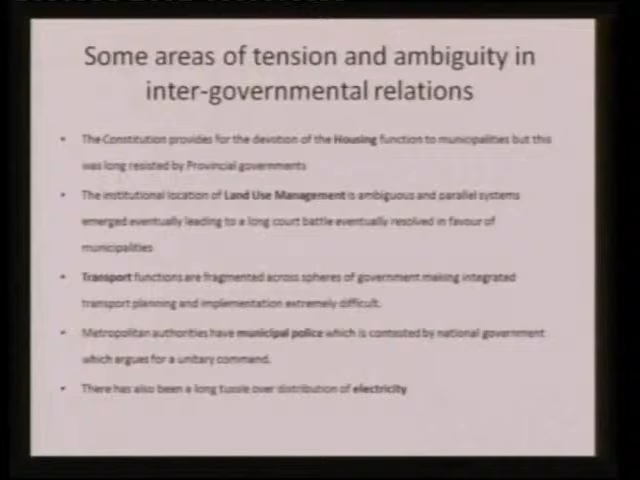 Some areas of tension and ambiguity in
inter-governmental relations
• The Constitution provides for the devotion of the Housing function to municipalities but this
was long resisted by Provincial governments
• The institutional location of Land Use Management is ambiguous and parallel systems
emerged eventually leading to a long court battle eventually resolved in favour of
municipalities
• Transport functions are fragmented across spheres of government making integrated
transport planning and implementation extremely difficult.
• Metropolitan authorities have municipal police which is contested by national government
which argues for a unitary command.
• There has also been a long tussle over distribution of electricity